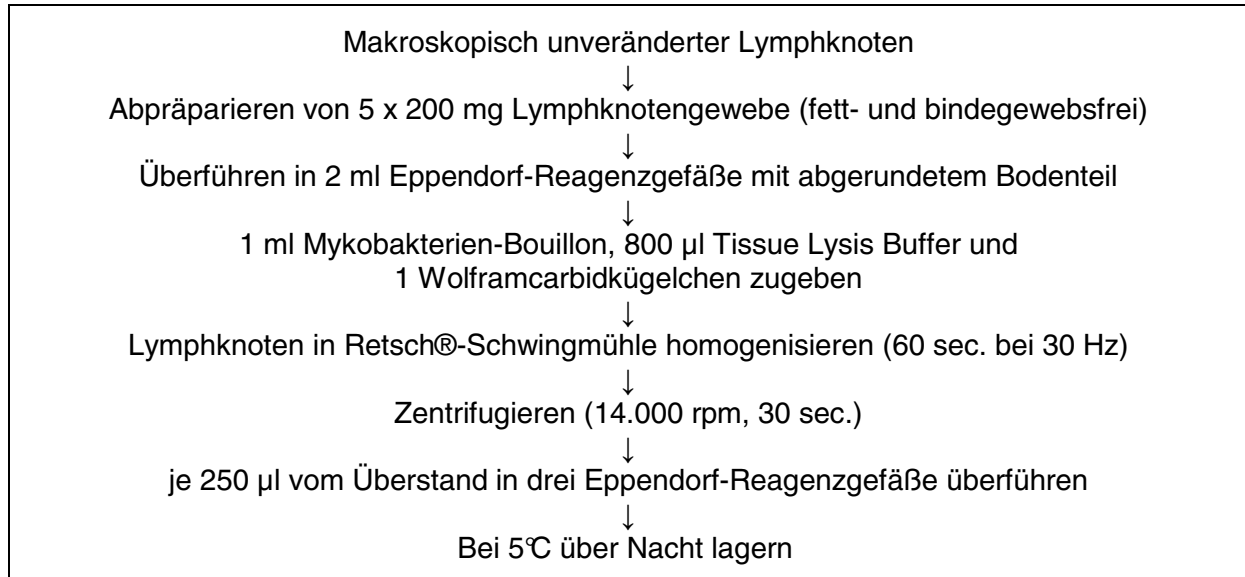 Makroskopisch unveränderter Lymphknoten
↓
Abpräparieren von 5 x 200 mg Lymphknotengewebe (fett- und bindegewebsfrei)
↓
Überführen in 2 ml Eppendorf-Reagenzgefäße mit abgerundetem Bodenteil
↓
1 ml Mykobakterien-Bouillon, 800 µl Tissue Lysis Buffer und
1 Wolframcarbidkügelchen zugeben
↓
Lymphknoten in Retsch®-Schwingmühle homogenisieren (60 sec. bei 30 Hz)
↓
Zentrifugieren (14.000 rpm, 30 sec.)
↓
je 250 µl vom Überstand in drei Eppendorf-Reagenzgefäße überführen
↓
Bei 5°C über Nacht lagern